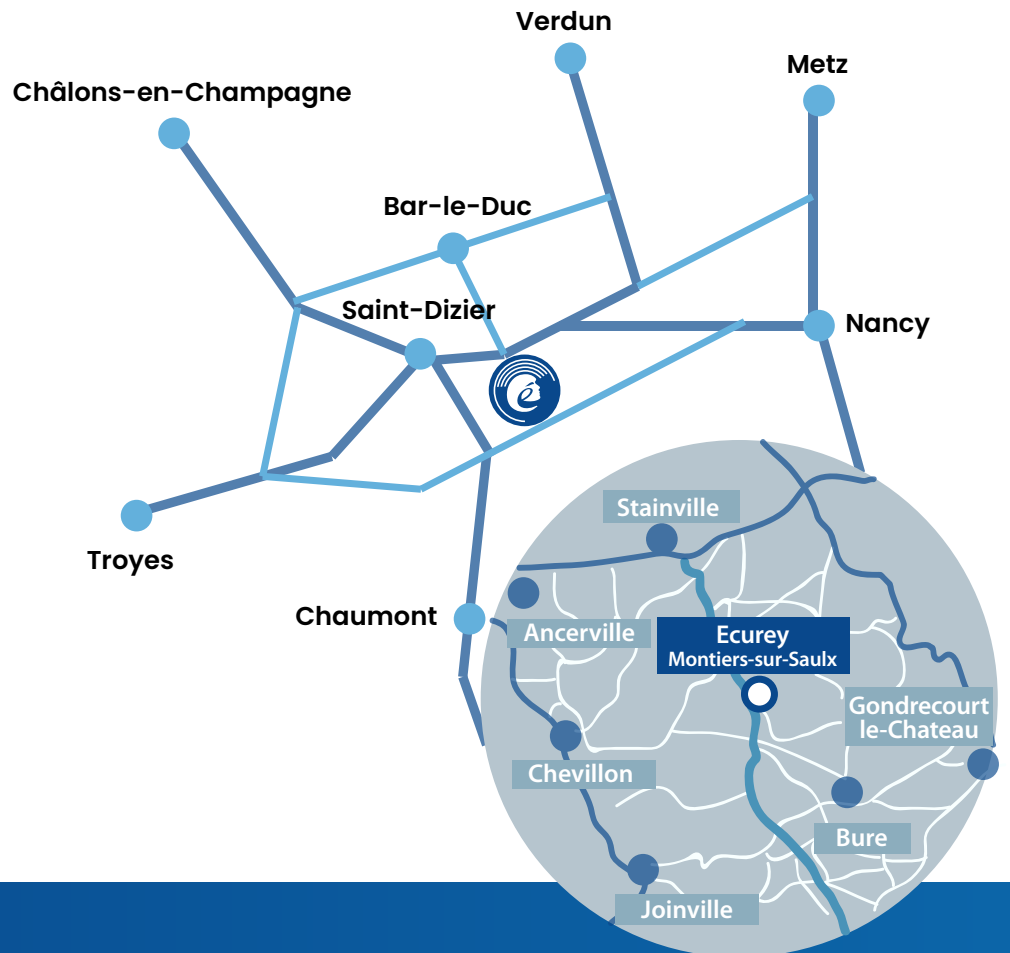 Verdun
Metz
Châlons-en-Champagne
Bar-le-Duc
Saint-Dizier
Nancy
é
Stainville
Troyes
Chaumont
Ancerville
Ecurey
Montiers-sur-Saulx
Gondrecourt
le-Chateau
Chevillon
Bure
Joinville